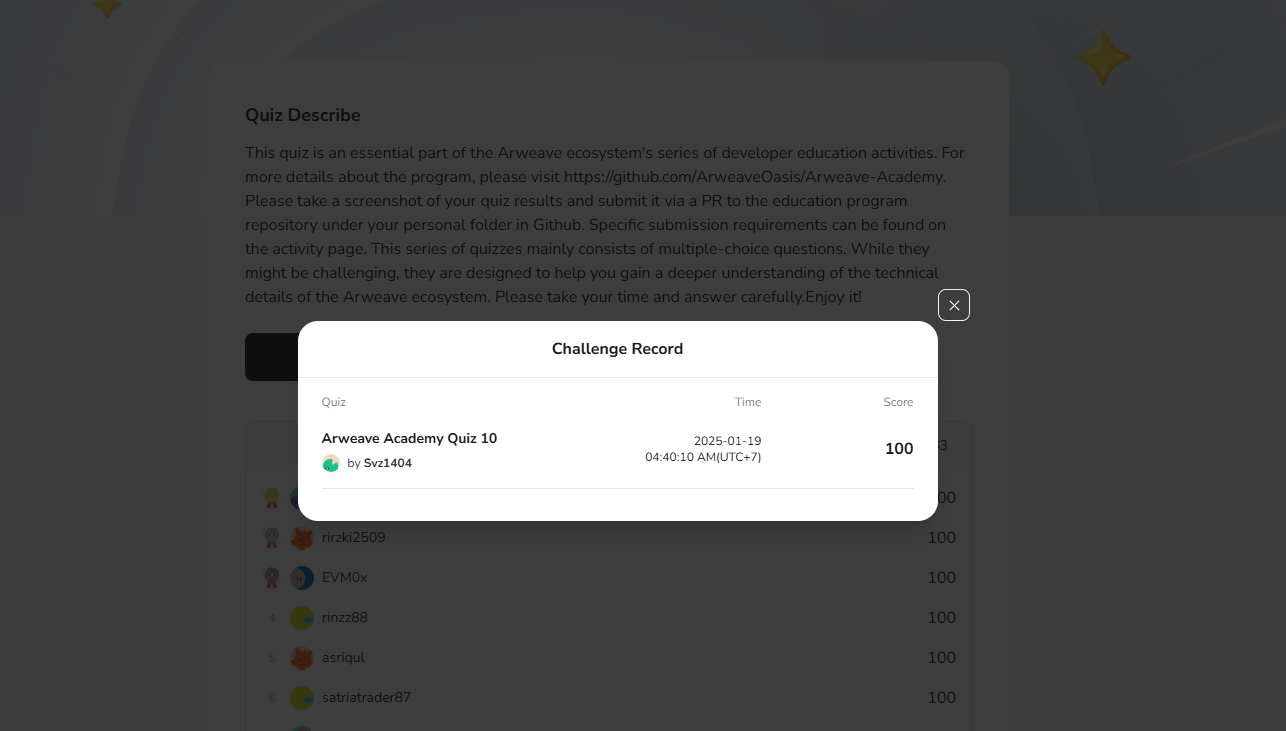 Quiz Describe
This quiz is an essential part of the Arweave ecosystem's series of developer education activities. For
more details about the program, please visit https://github.com/ArweaveOasis/Arweave-Academy.
Please take a screenshot of your quiz results and submit it via a PR to the education program
repository under your personal folder in Github. Specific submission requirements can be found on
the activity page. This series of quizzes mainly consists of multiple-choice questions. While they
might be challenging, they are designed to help you gain a deeper understanding of the technical
details of the Arweave ecosystem. Please take your time and answer carefully.Enjoy it!
Challenge Record
Quiz Time Score
Arweave Academy Quiz 10
by Svz1404
2025-01-19
04:40:10 AM(UTC+7)
100
rirzki2509 100
EVM0x 100
4 rinzz88 100
5 asriqul 100
6 satriatrader87 100